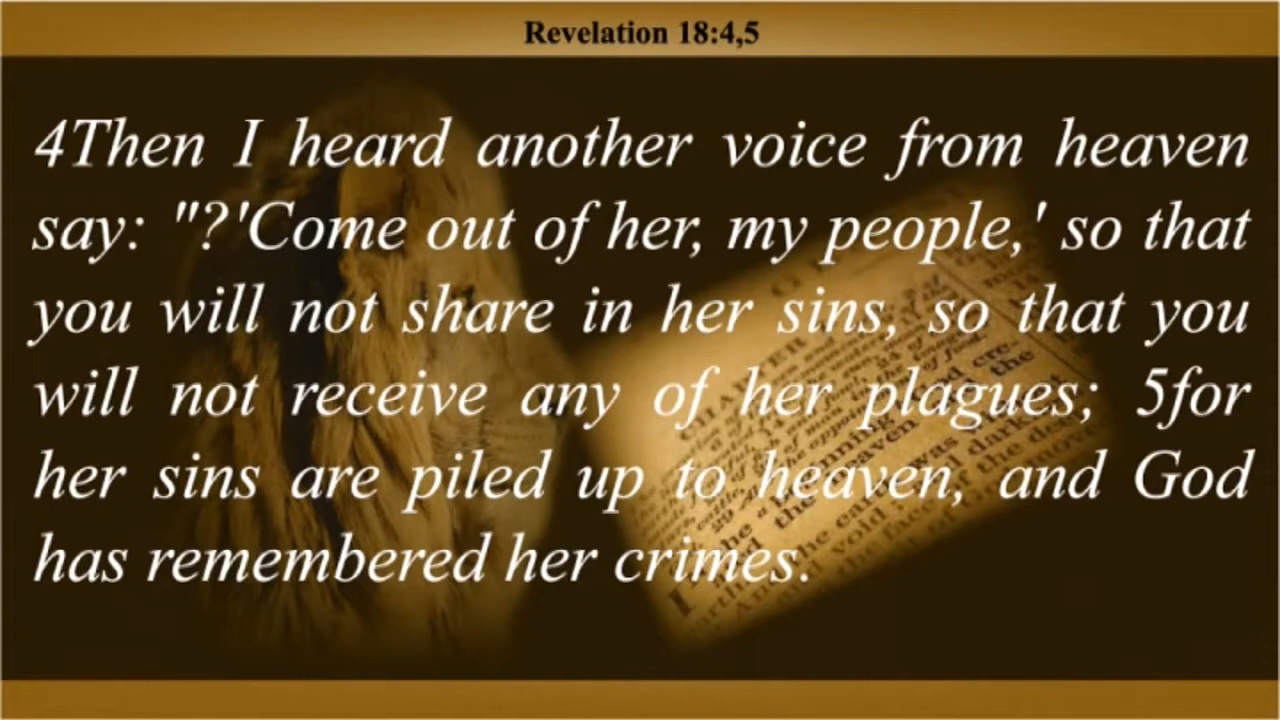 Revelation 18:4,5
4Then I heard another voice from heaven
say: "?'Come out of her, my people,' so that
you will not share in her sins, so that you
will not receive any of her plagues; 5for
her sins are piled up to heaven, and God
has remembered her crimes.